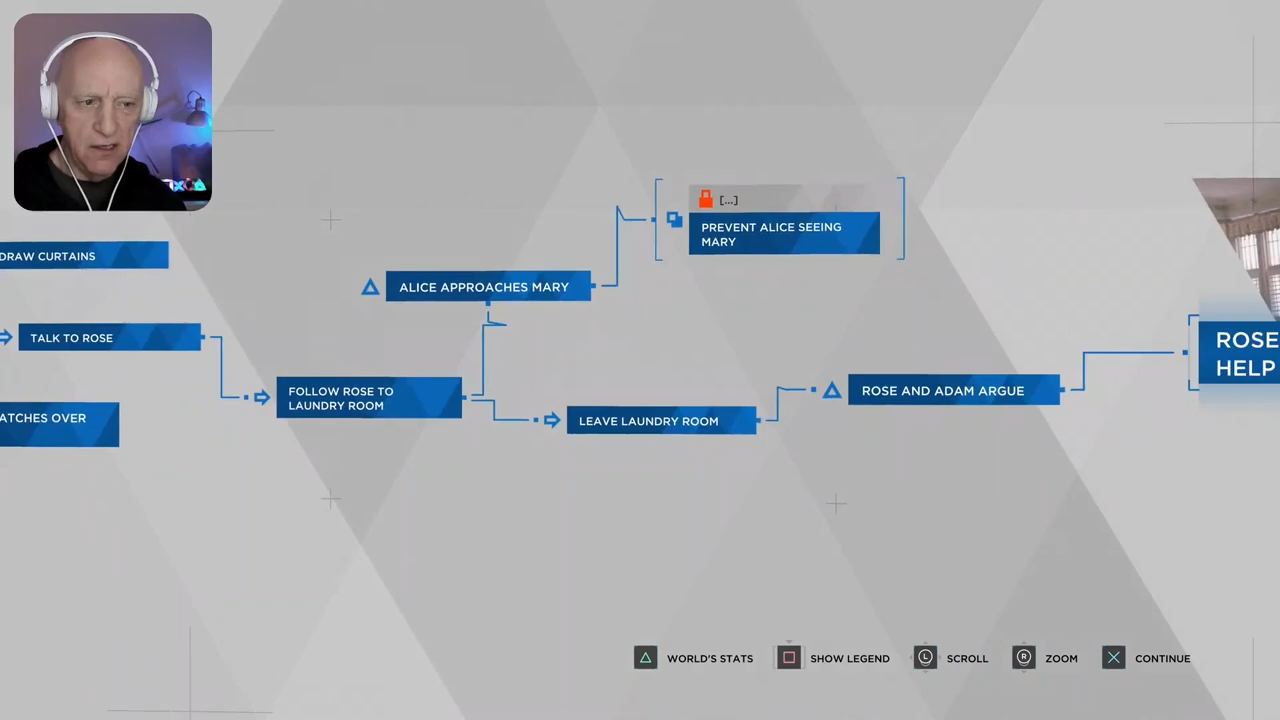 [...]
PREVENT ALICE SEEING
MARY
DRAW CURTAINS
ALICE APPROACHES MARY
TALK TO ROSE
ROSE
HELP
FOLLOW ROSE TO
LAUNDRY ROOM
ROSE AND ADAM ARGUE
ATCHES OVER
LEAVE LAUNDRY ROOM
WORLD'S STATS
SHOW LEGEND
L
SCROLL
R
ZOOM
CONTINUE